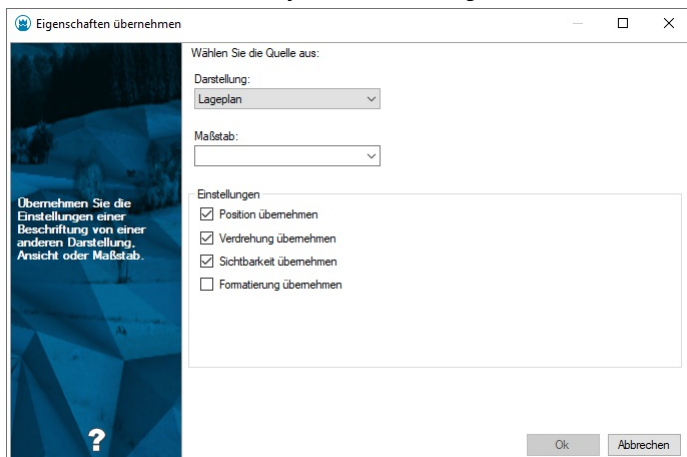 Eigenschaften übernehmen
Wählen Sie die Quelle aus:
Darstellung:
Lageplan
Maßstab:
Übernehmen Sie die
Einstellungen einer
Beschriftung von einer
anderen Darstellung,
Ansicht oder Maßstab.
Einstellungen
Position übernehmen
Verdrehung übernehmen
Sichtbarkeit übernehmen
Formatierung übernehmen
?
Ok
Abbrechen